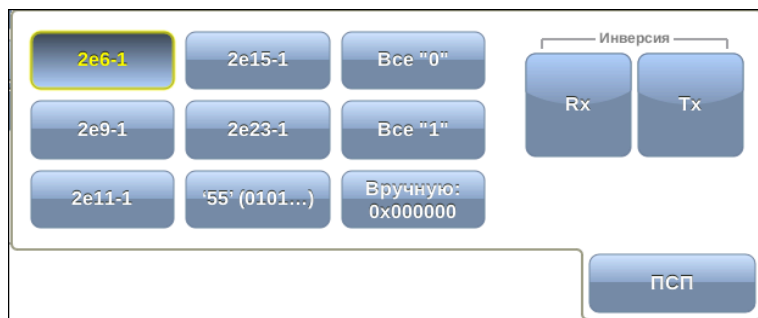 Инверсия
2e6-1
2e15-1
Все "0"
Rx
Tx
2e9-1
2e23-1
Все "1"
2e11-1
‘55’ (0101...)
Вручную:
0x000000
ПСП